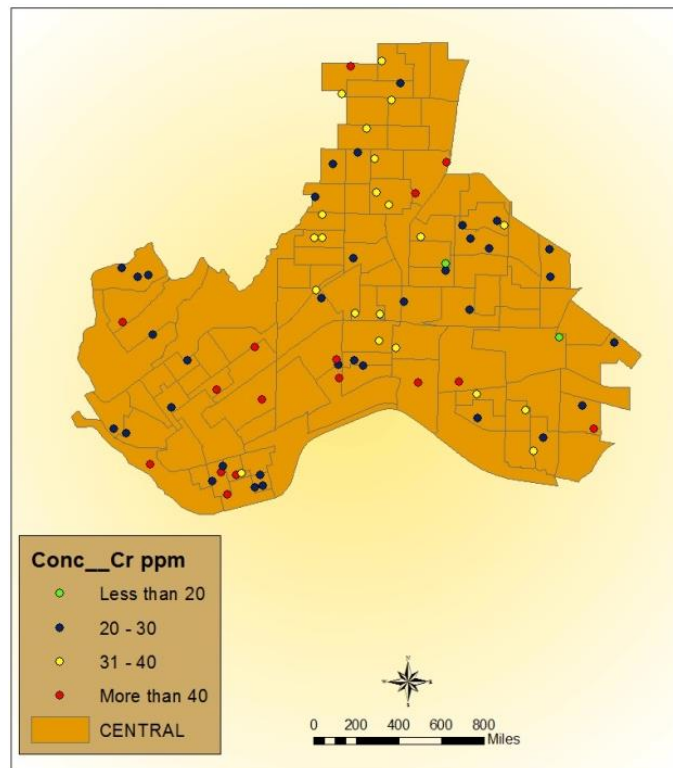 Conc__Cr ppm
Less than 20
20 - 30
31 - 40
More than 40
CENTRAL
0 200 400 600 800
Miles